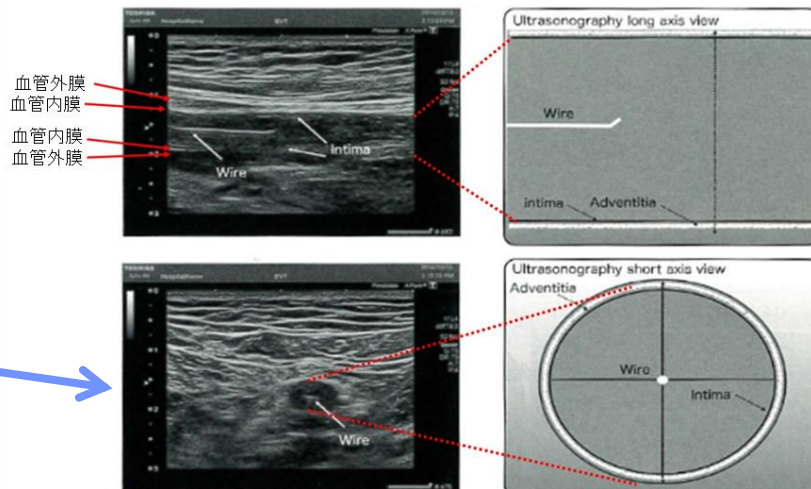 TOSHIBA
血管外膜
血管内膜
血管内膜
血管外膜
Intima
Wire
Ultrasonography long axis view
Wire
intima
Adventitia
TOSHIBA
Wire
Ultrasonography short axis view
Adventitia
Wire
Intima